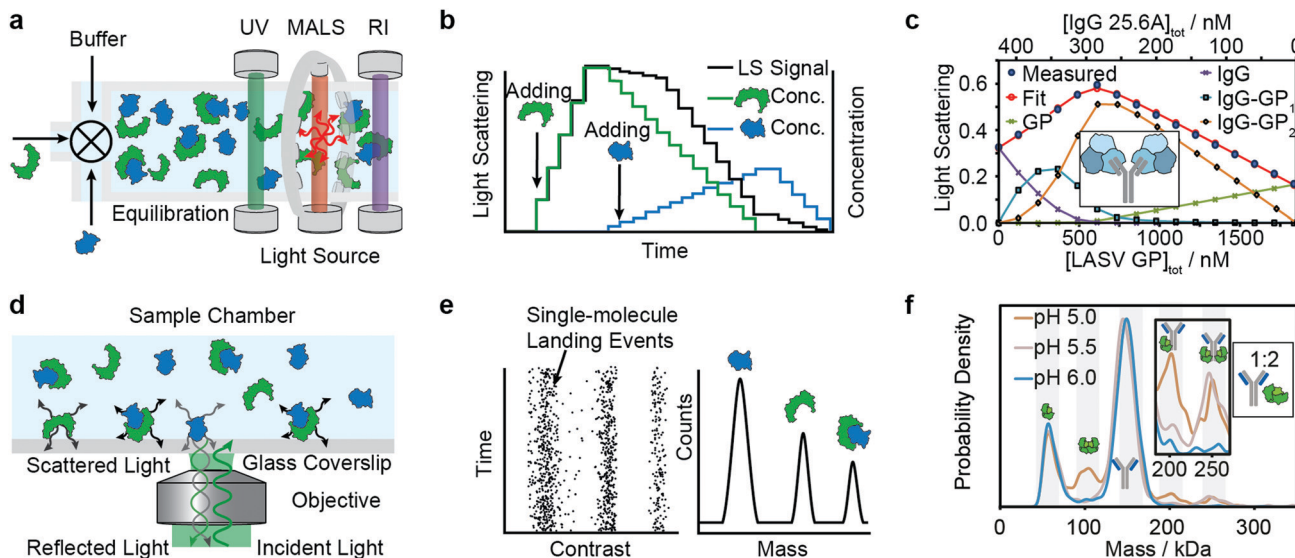 a
UV MALS RI
Buffer
Equilibration
Light Source
b
Light Scattering
Adding
Adding
LS Signal
Conc.
Conc.
Concentration
Time
c
[IgG 25.6A]tot / nM
400 300 200 100 0
Light Scattering
0.6
0.4
0.2
0.0
Measured
Fit
GP
IgG
IgG-GP1
IgG-GP2
0 500 1000 1500
[LASV GP]tot / nM
d
Sample Chamber
Scattered Light
Glass Coverslip
Objective
Reflected Light
Incident Light
e
Single-molecule
Landing Events
Time
Contrast
Counts
Mass
f
Probability Density
pH 5.0
pH 5.5
pH 6.0
200 250
1:2
0 100 200 300
Mass / kDa